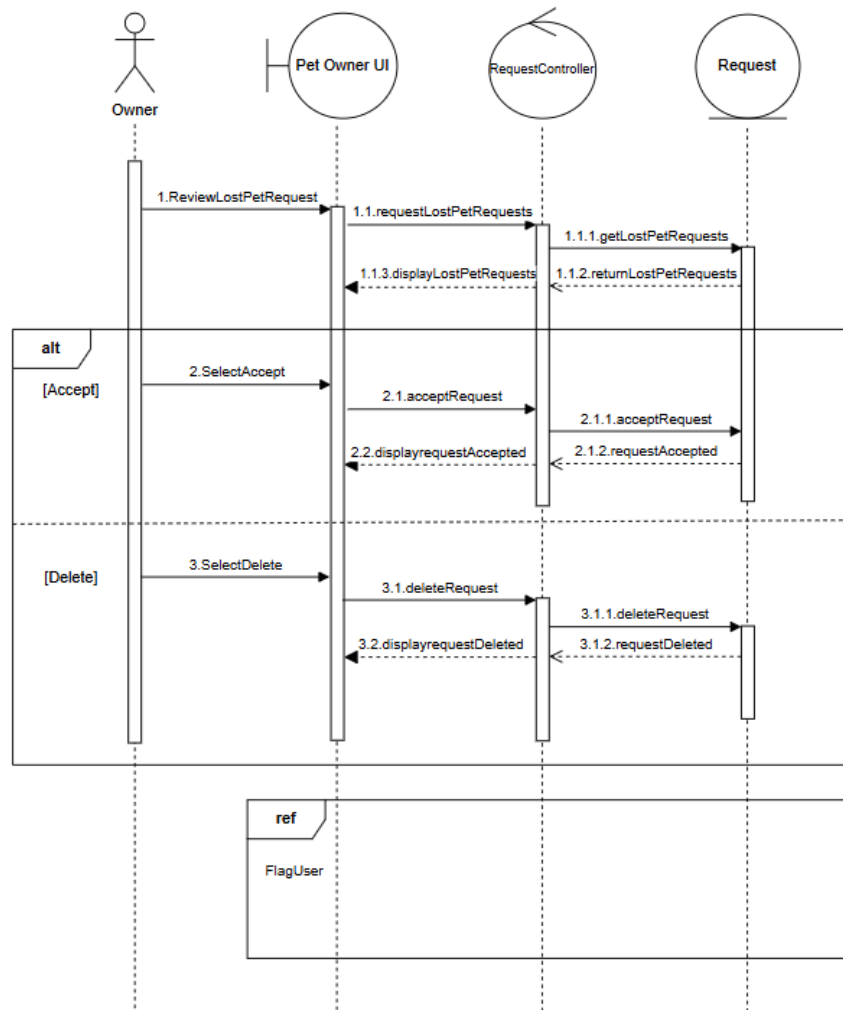 Pet Owner UI
RequestController
Request
Owner
1.ReviewLostPetRequest
1.1.requestLostPetRequests
1.1.1.getLostPetRequests
1.1.3.displayLostPetRequests
1.1.2.returnLostPetRequests
alt
[Accept]
2.SelectAccept
2.1.acceptRequest
2.1.1.acceptRequest
2.2.displayrequestAccepted
2.1.2.requestAccepted
[Delete]
3.SelectDelete
3.1.deleteRequest
3.1.1.deleteRequest
3.2.displayrequestDeleted
3.1.2.requestDeleted
ref
FlagUser